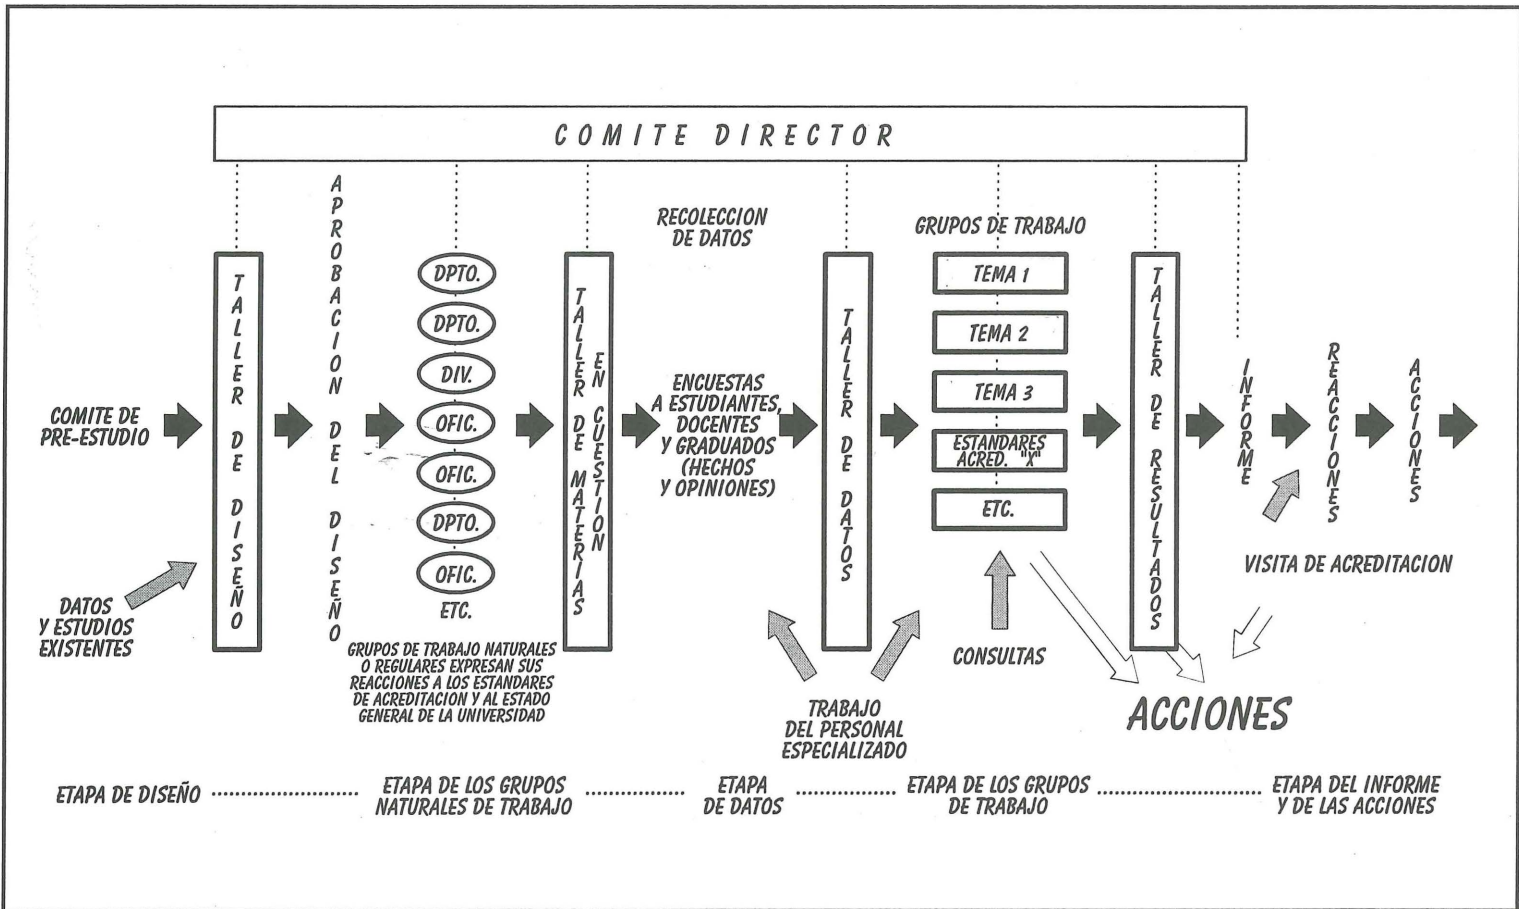 COMITE DIRECTOR
COMITE DE
PRE-ESTUDIO
DATOS
Y ESTUDIOS
EXISTENTES
TALLER DE DISEÑO
APROBACION DEL DISEÑO
DPTO.
DPTO.
DIV.
OFIC.
OFIC.
DPTO.
OFIC.
ETC.
GRUPOS DE TRABAJO NATURALES
O REGULARES EXPRESAN SUS
REACCIONES A LOS ESTANDARES
DE ACREDITACION Y AL ESTADO
GENERAL DE LA UNIVERSIDAD
TALLER DE MATERIAS
EN CUESTION
RECOLECCION
DE DATOS
ENCUESTAS
A ESTUDIANTES,
DOCENTES
Y GRADUADOS
(HECHOS
Y OPINIONES)
TALLER DE DATOS
TRABAJO
DEL PERSONAL
ESPECIALIZADO
GRUPOS DE TRABAJO
TEMA 1
TEMA 2
TEMA 3
ESTANDARES
ACRED. "X"
ETC.
CONSULTAS
TALLER DE RESULTADOS
INFORME
REACCIONES
ACCIONES
VISITA DE ACREDITACION
ACCIONES
ETAPA DE DISEÑO
ETAPA DE LOS GRUPOS
NATURALES DE TRABAJO
ETAPA
DE DATOS
ETAPA DE LOS GRUPOS
DE TRABAJO
ETAPA DEL INFORME
Y DE LAS ACCIONES